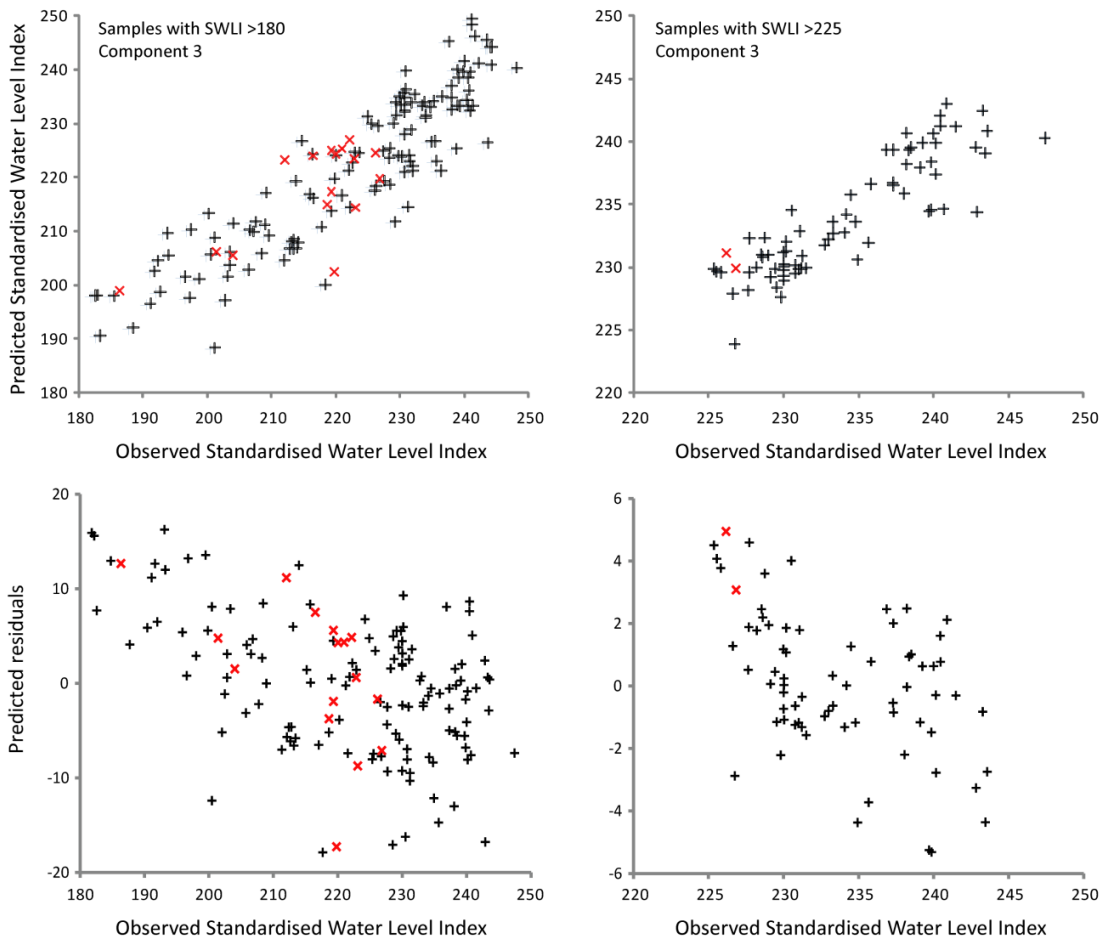 Samples with SWLI >180
Component 3
Predicted Standardised Water Level Index
250
240
230
220
210
200
190
180
180 190 200 210 220 230 240 250
Observed Standardised Water Level Index
Samples with SWLI >225
Component 3
250
245
240
235
230
225
220
220 225 230 235 240 245 250
Observed Standardised Water Level Index
Predicted residuals
20
10
0
-10
-20
180 190 200 210 220 230 240 250
Observed Standardised Water Level Index
6
4
2
0
-2
-4
-6
220 225 230 235 240 245 250
Observed Standardised Water Level Index